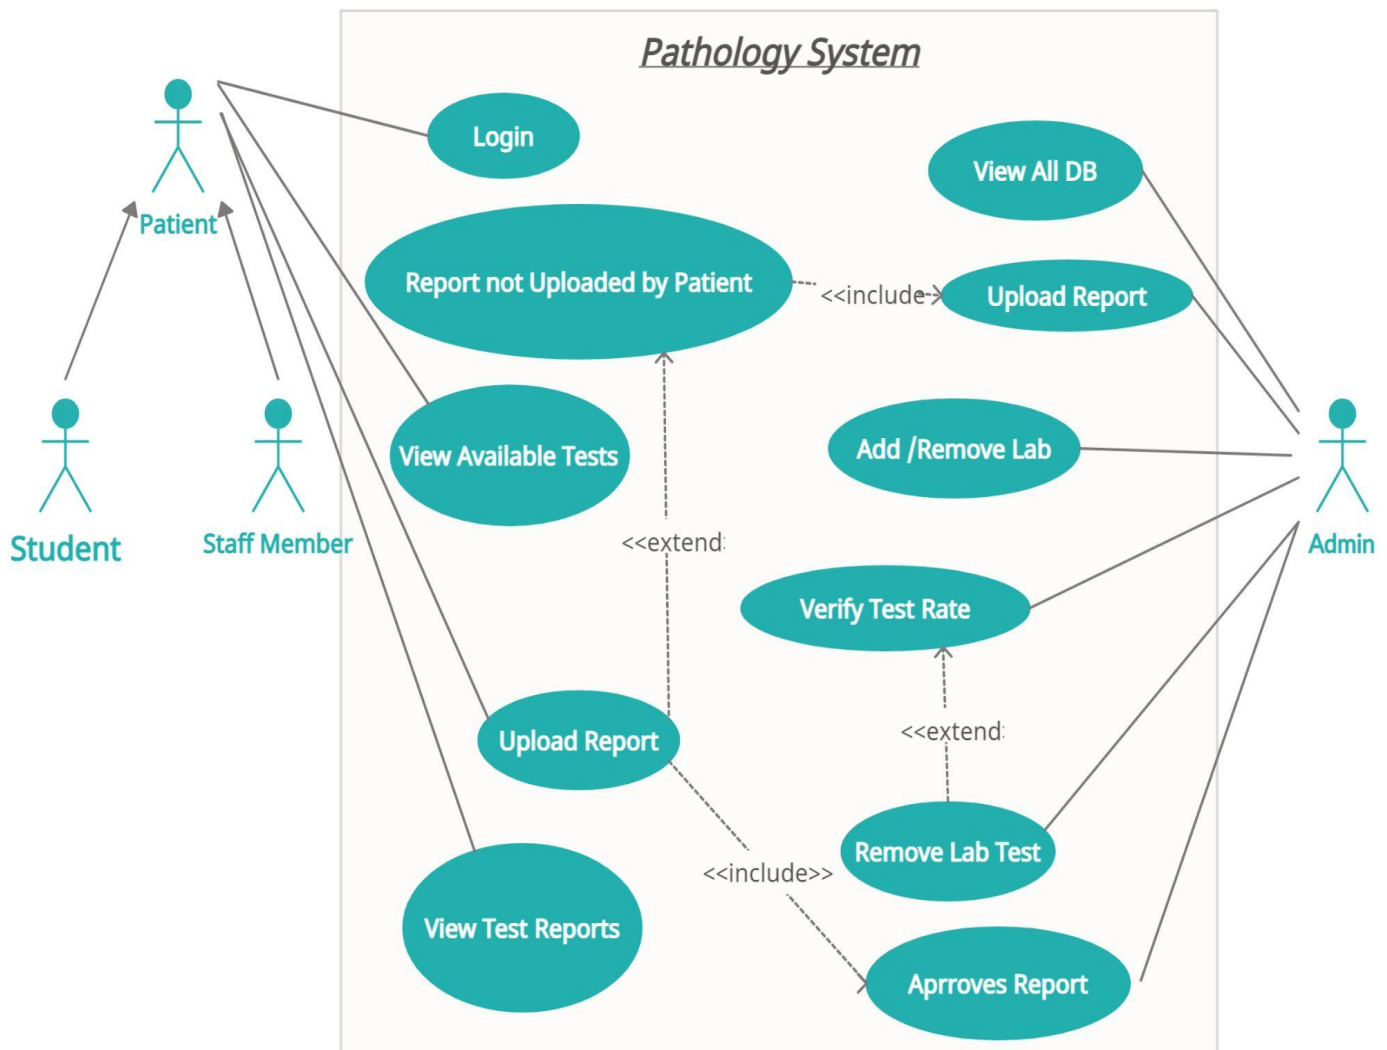 Pathology System
Login
View All DB
Patient
Report not Uploaded by Patient
<<include
Upload Report
View Available Tests
Add /Remove Lab
Student
Staff Member
<<extend
Admin
Verify Test Rate
Upload Report
<<extend
Remove Lab Test
<<include>>
View Test Reports
Aprroves Report